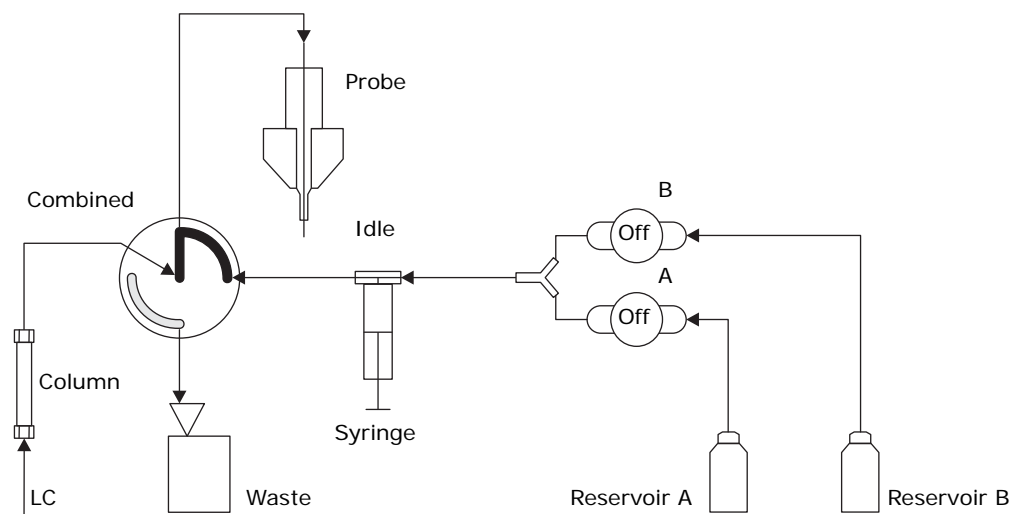 Probe
B
Combined
Idle
Off
A
Off
Column
Syringe
LC
Waste
Reservoir A
Reservoir B